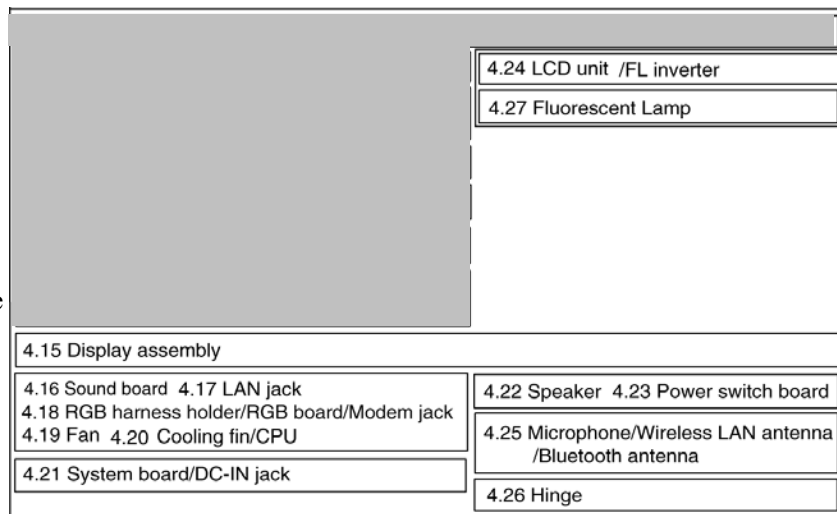 4.24 LCD unit /FL inverter
4.27 Fluorescent Lamp
e
4.15 Display assembly
4.16 Sound board 4.17 LAN jack
4.18 RGB harness holder/RGB board/Modem jack
4.19 Fan 4.20 Cooling fin/CPU
4.21 System board/DC-IN jack
4.22 Speaker 4.23 Power switch board
4.25 Microphone/Wireless LAN antenna
/Bluetooth antenna
4.26 Hinge